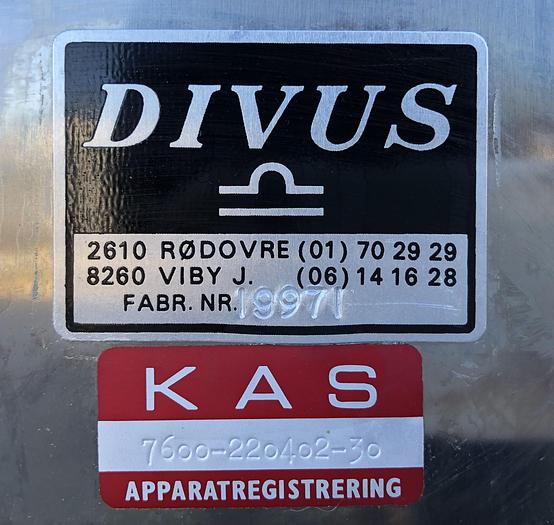 DIVUS
2610 RØDOVRE (01) 70 29 29
8260 VIBY J. (06) 14 16 28
FABR. NR. 19971
KAS
7600-220402-30
APPARATREGISTRERING